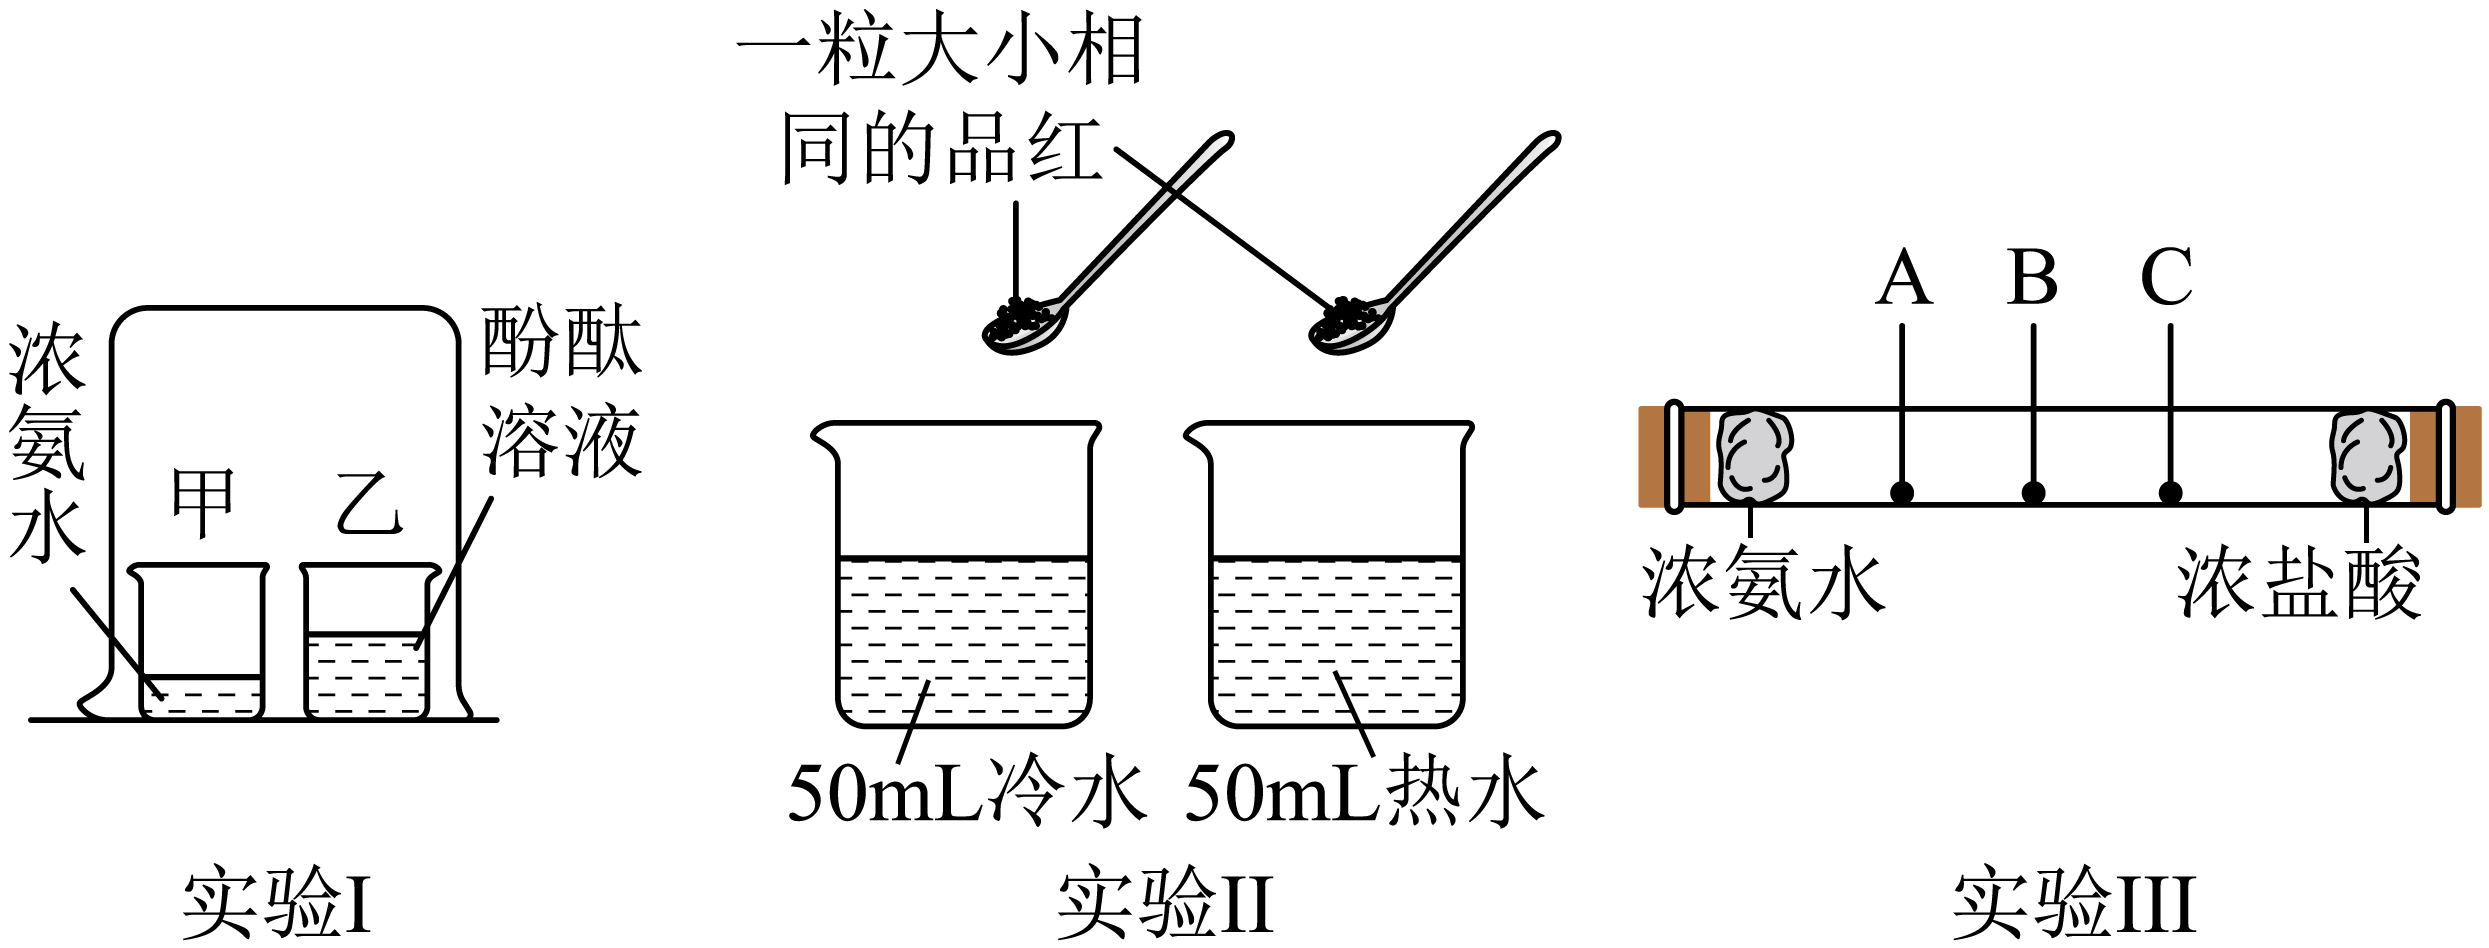 一粒大小相
同的品红
浓氨水
甲
乙
酚酞
溶液
A
B
C
浓氨水
浓盐酸
50mL冷水
50mL热水
实验I
实验II
实验III